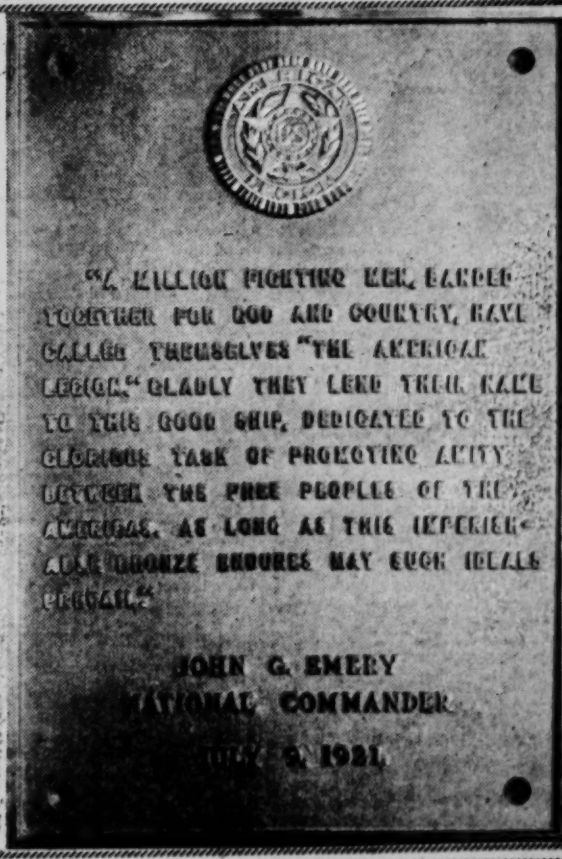 AMERICAN
LEGION
"A MILLION FIGHTING MEN, BANDED
TOGETHER FOR GOD AND COUNTRY, HAVE
CALLED THEMSELVES "THE AMERICAN
LEGION." GLADLY THEY LEND THEIR NAME
TO THIS GOOD SHIP, DEDICATED TO THE
GLORIOUS TASK OF PROMOTING AMITY
BETWEEN THE FREE PEOPLES OF THE
AMERICAS. AS LONG AS THIS IMPERISH-
ABLE BRONZE ENDURES MAY SUCH IDEALS
PREVAIL."
JOHN G. EMERY
NATIONAL COMMANDER
JULY 9, 1921.